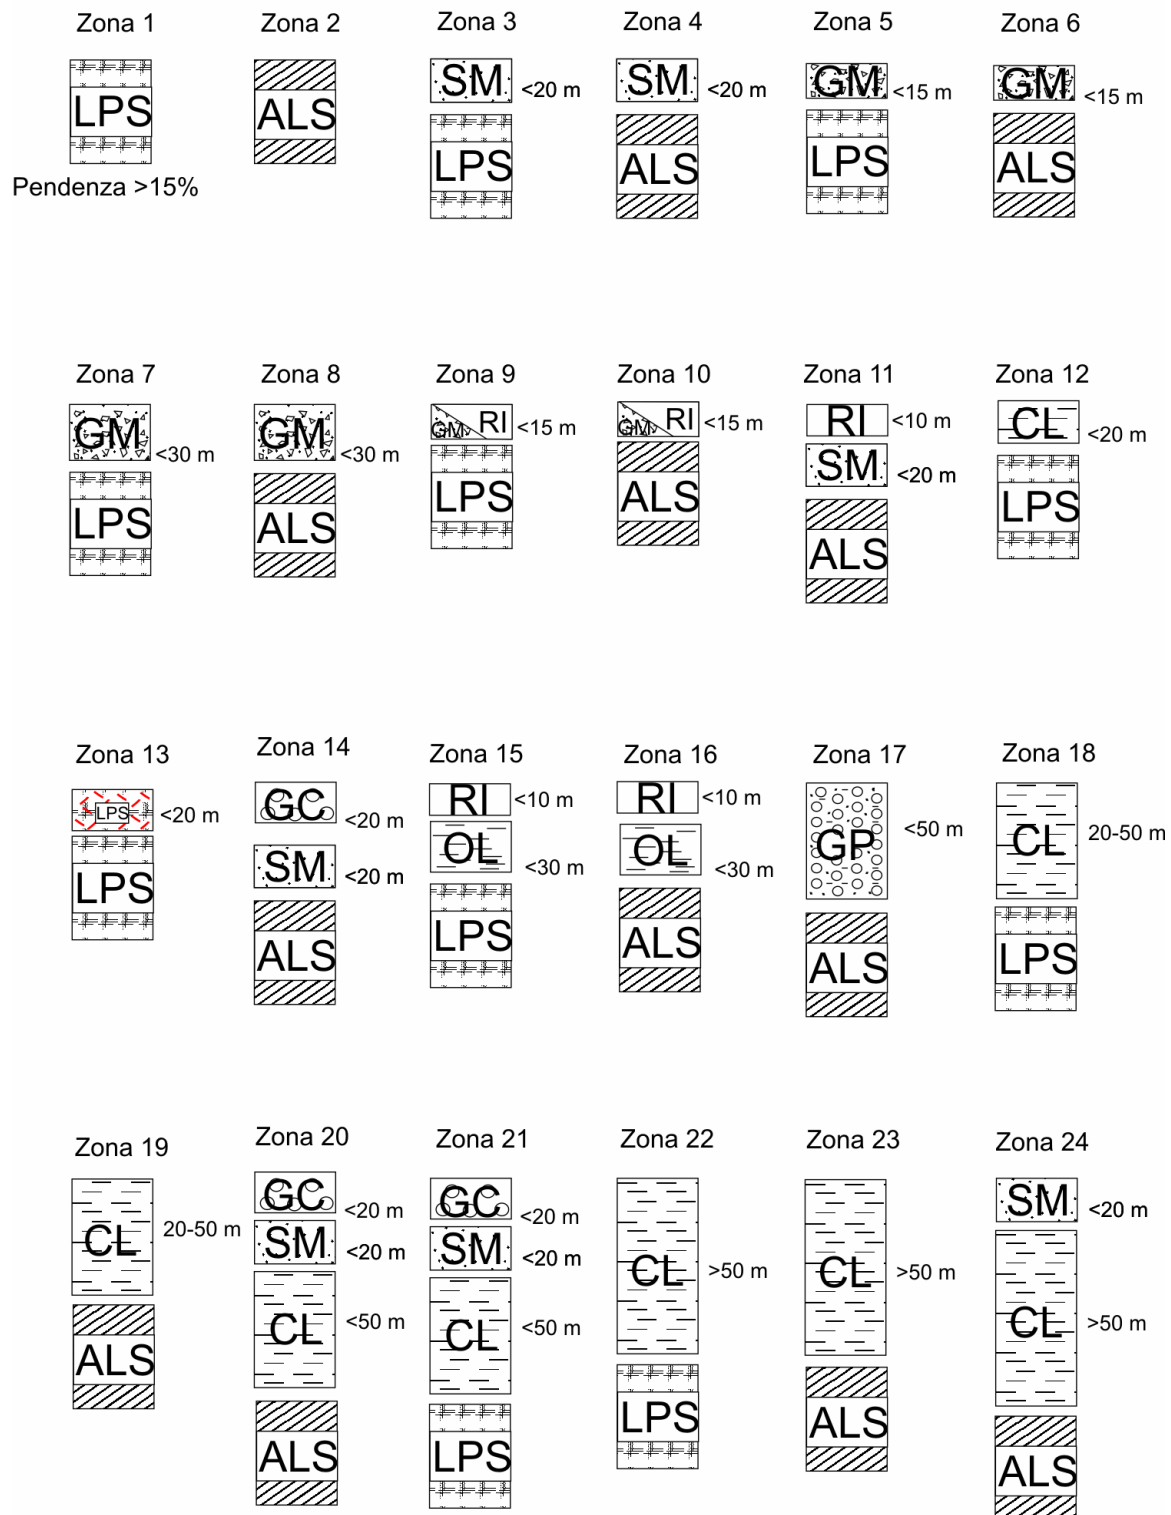 Zona 1
LPS
Pendenza >15%
Zona 2
ALS
Zona 3
SM <20 m
LPS
Zona 4
SM <20 m
ALS
Zona 5
GM <15 m
LPS
Zona 6
GM <15 m
ALS
Zona 7
GM <30 m
LPS
Zona 8
GM <30 m
ALS
Zona 9
GM RI <15 m
LPS
Zona 10
GM RI <15 m
ALS
Zona 11
RI <10 m
SM <20 m
ALS
Zona 12
CL <20 m
LPS
Zona 13
LPS <20 m
LPS
Zona 14
GC <20 m
SM <20 m
ALS
Zona 15
RI <10 m
OL <30 m
LPS
Zona 16
RI <10 m
OL <30 m
ALS
Zona 17
GP <50 m
ALS
Zona 18
CL 20-50 m
LPS
Zona 19
CL 20-50 m
ALS
Zona 20
GC <20 m
SM <20 m
CL <50 m
ALS
Zona 21
GC <20 m
SM <20 m
CL <50 m
LPS
Zona 22
CL >50 m
LPS
Zona 23
CL >50 m
ALS
Zona 24
SM <20 m
CL >50 m
ALS